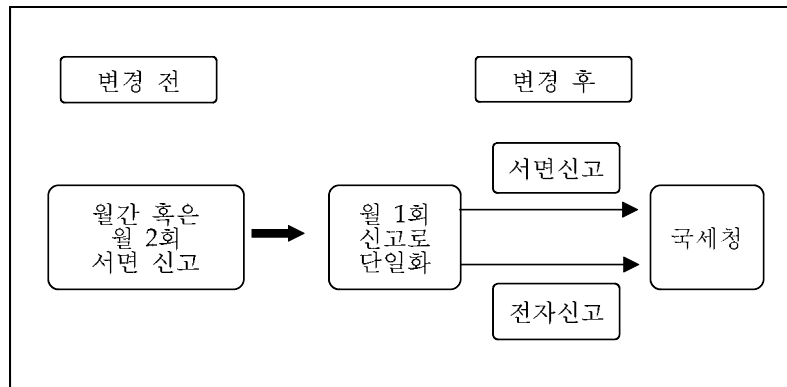 변경 전
변경 후
월간 혹은
월 2회
서면 신고
월 1회
신고로
단일화
서면신고
전자신고
국세청